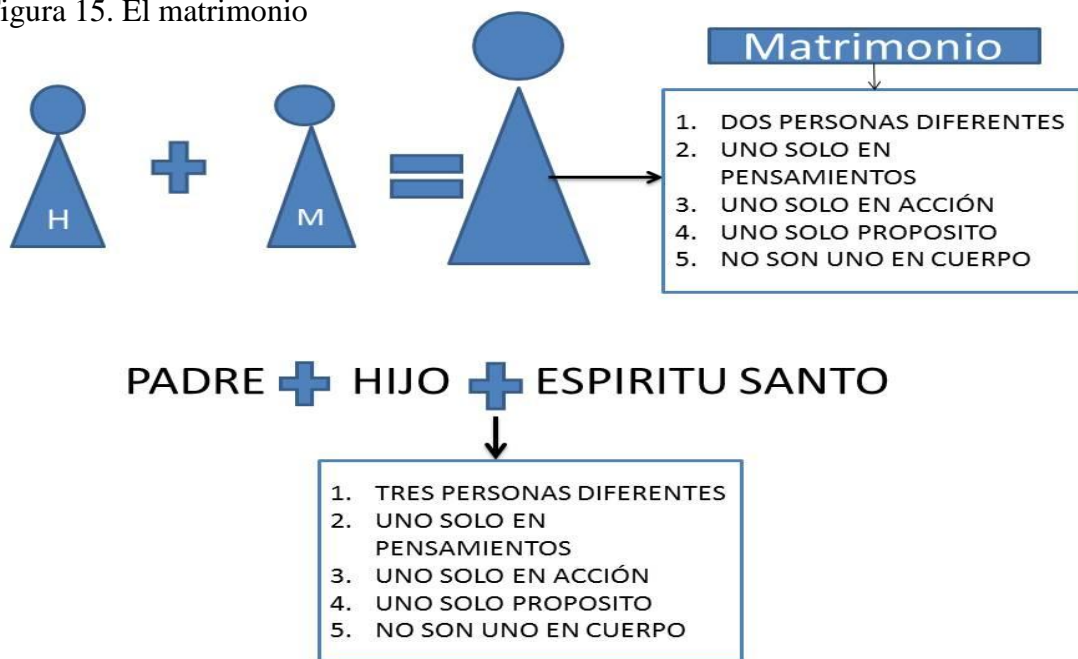 igura 15. El matrimonio
Matrimonio
H
M
1. DOS PERSONAS DIFERENTES
2. UNO SOLO EN
PENSAMIENTOS
3. UNO SOLO EN ACCIÓN
4. UNO SOLO PROPOSITO
5. NO SON UNO EN CUERPO
PADRE + HIJO + ESPIRITU SANTO
1. TRES PERSONAS DIFERENTES
2. UNO SOLO EN
PENSAMIENTOS
3. UNO SOLO EN ACCIÓN
4. UNO SOLO PROPOSITO
5. NO SON UNO EN CUERPO